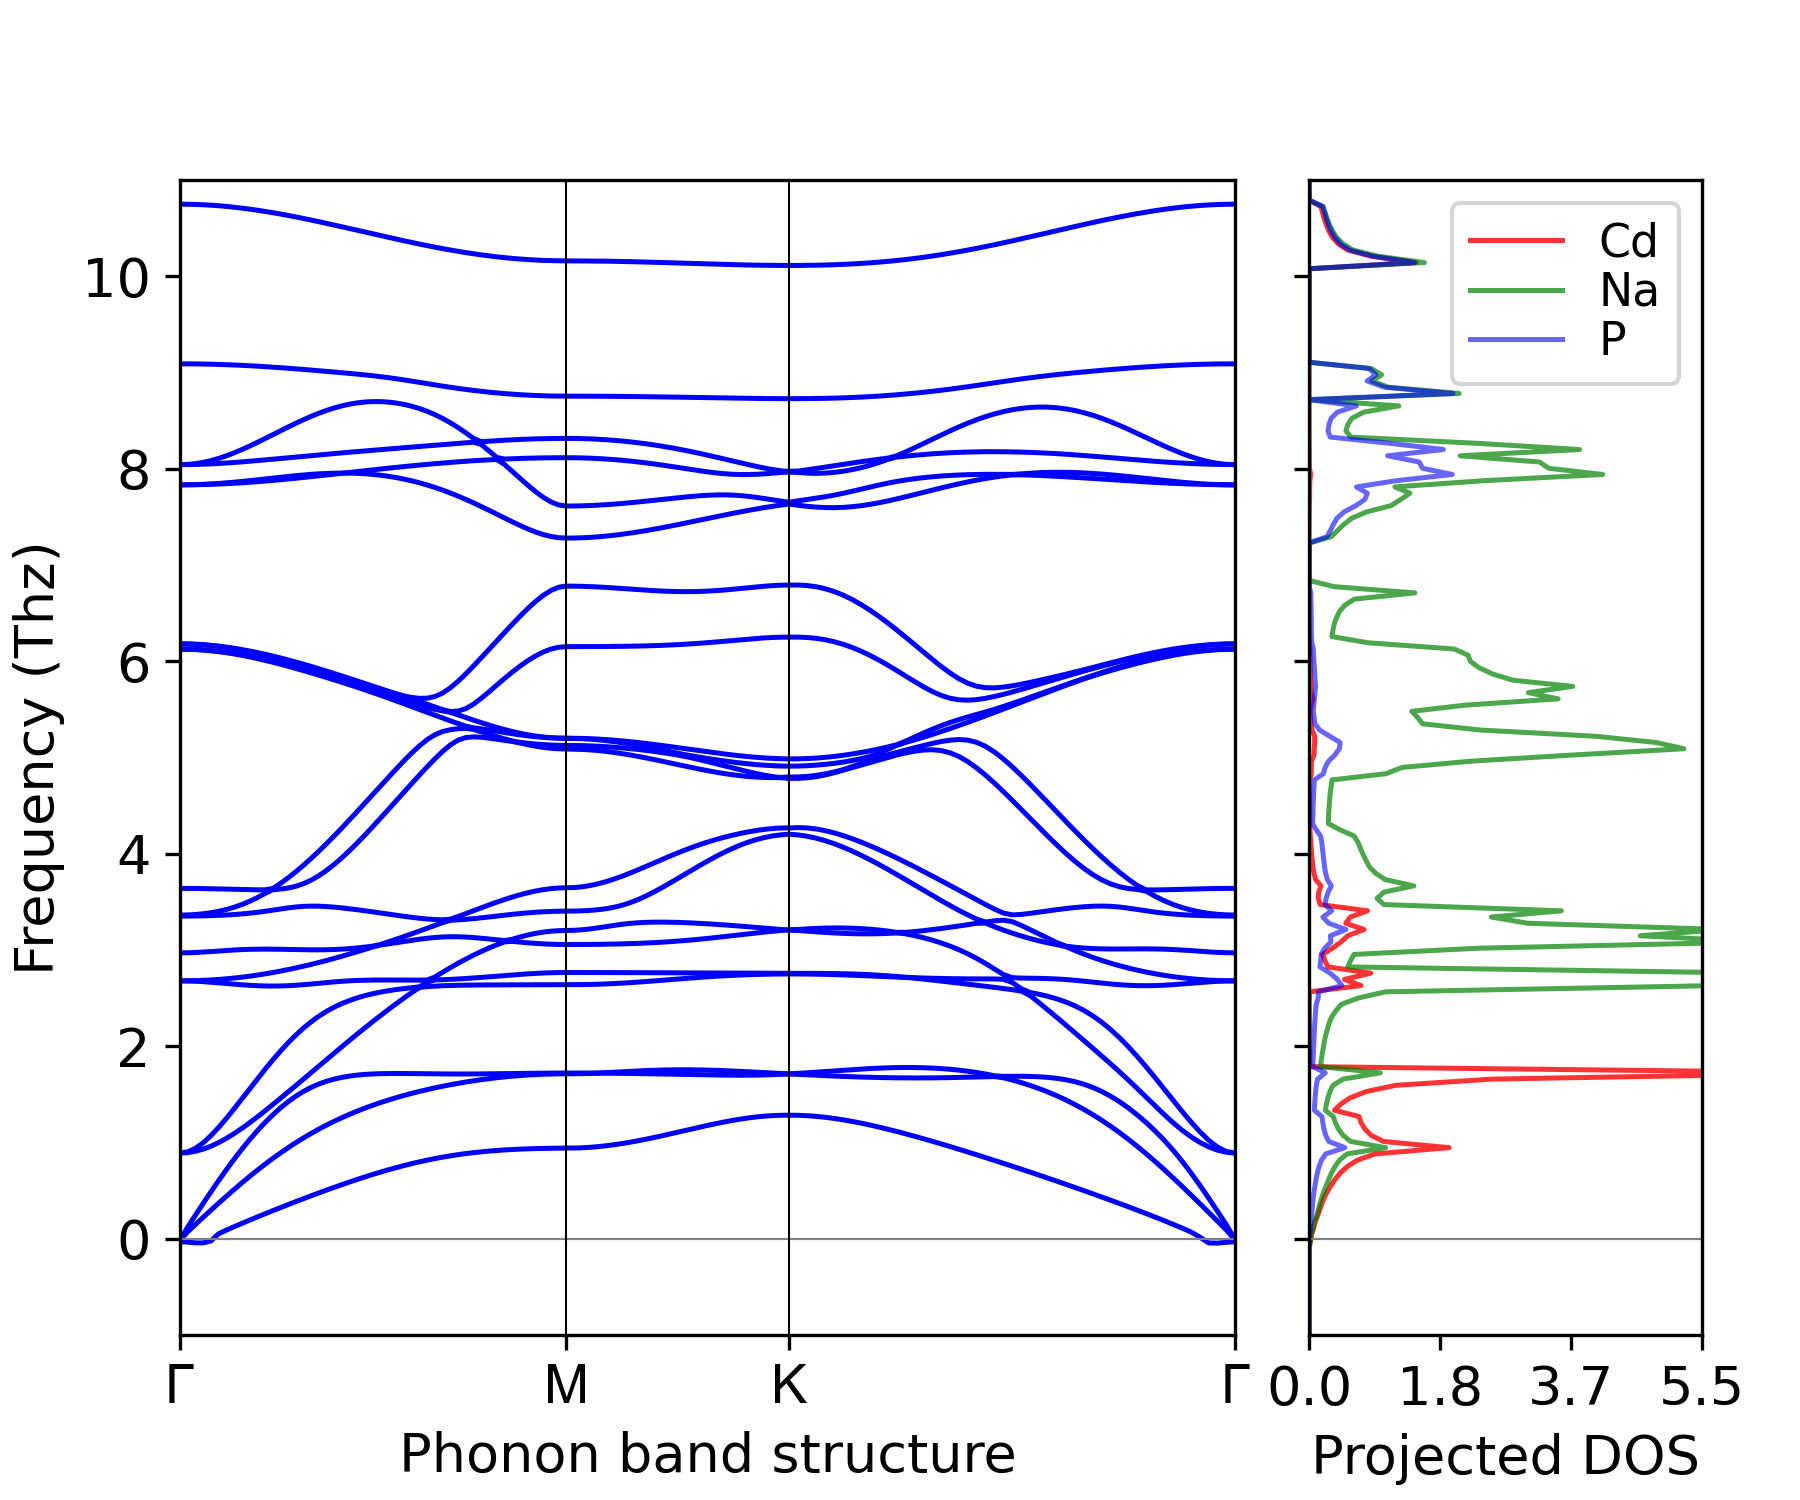 Frequency (Thz)
10
8
6
4
2
0
Γ M K Γ
Phonon band structure
Cd
Na
P
0.0 1.8 3.7 5.5
Projected DOS